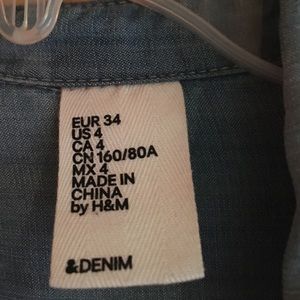 EUR 34
US 4
CA 4
CN 160/80A
MX 4
MADE IN
CHINA
by H&M
&DENIM